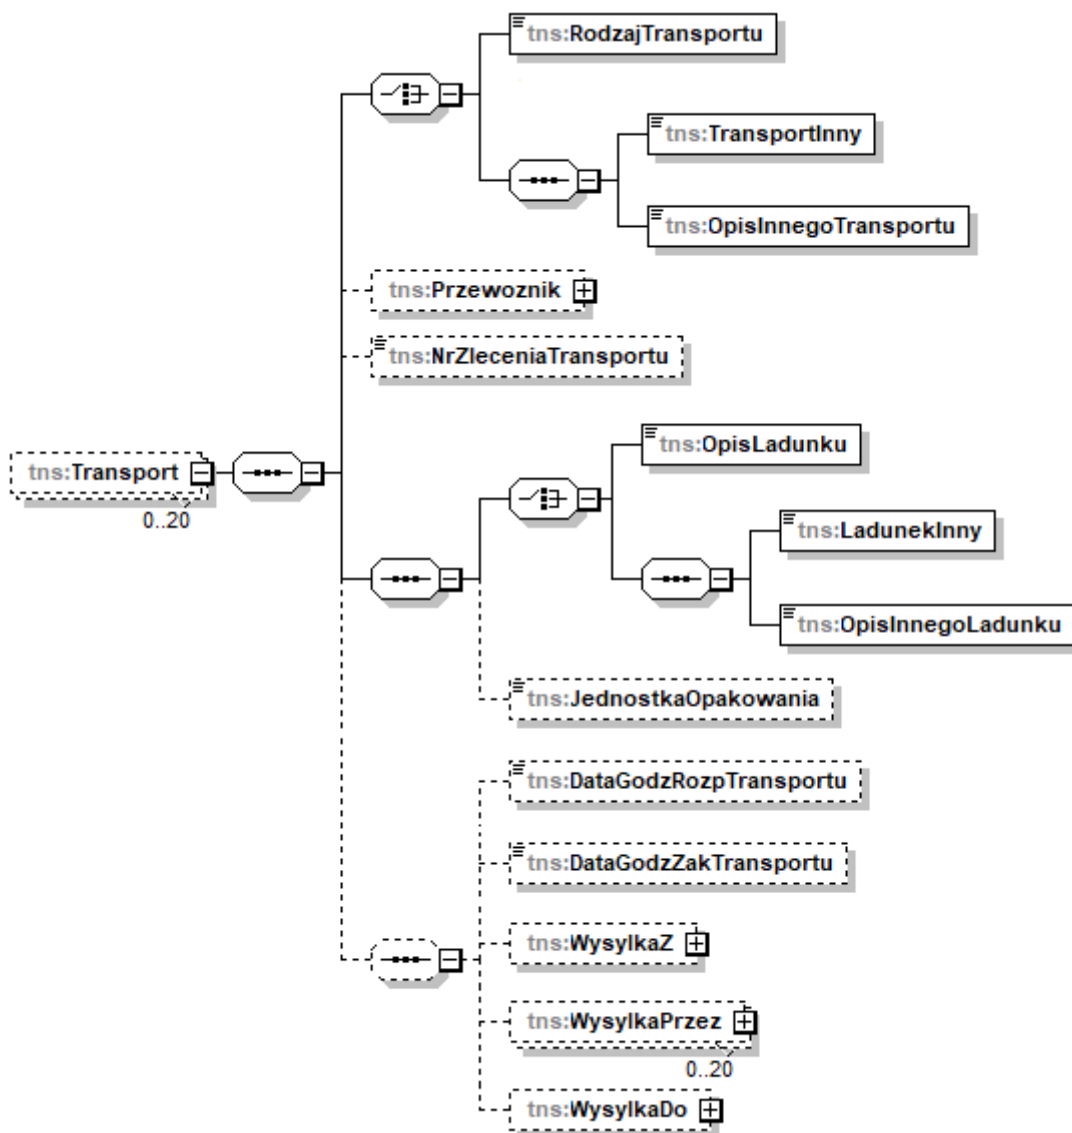 tns:RodzajTransportu
tns:TransportInny
tns:OpisInnegoTransportu
tns:Przewoznik
tns:NrZleceniaTransportu
tns:OpisLadunku
tns:Transport
0..20
tns:LadunekInny
tns:OpisInnegoLadunku
tns:JednostkaOpakowania
tns:DataGodzRozpTransportu
tns:DataGodzZakTransportu
tns:WysylkaZ
tns:WysylkaPrzez
0..20
tns:WysylkaDo